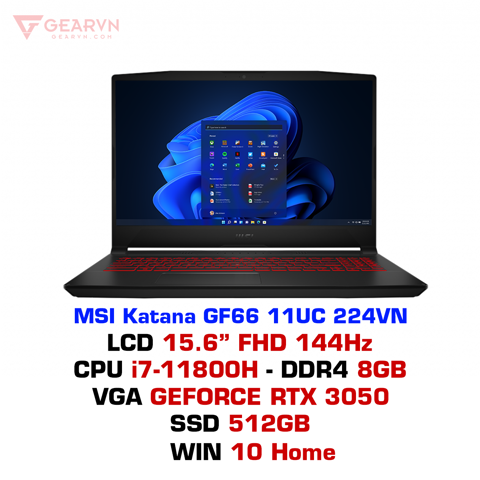 GEARVN
GEARVN.COM
msi
MSI Katana GF66 11UC 224VN
LCD 15.6” FHD 144Hz
CPU i7-11800H - DDR4 8GB
VGA GEFORCE RTX 3050
SSD 512GB
WIN 10 Home